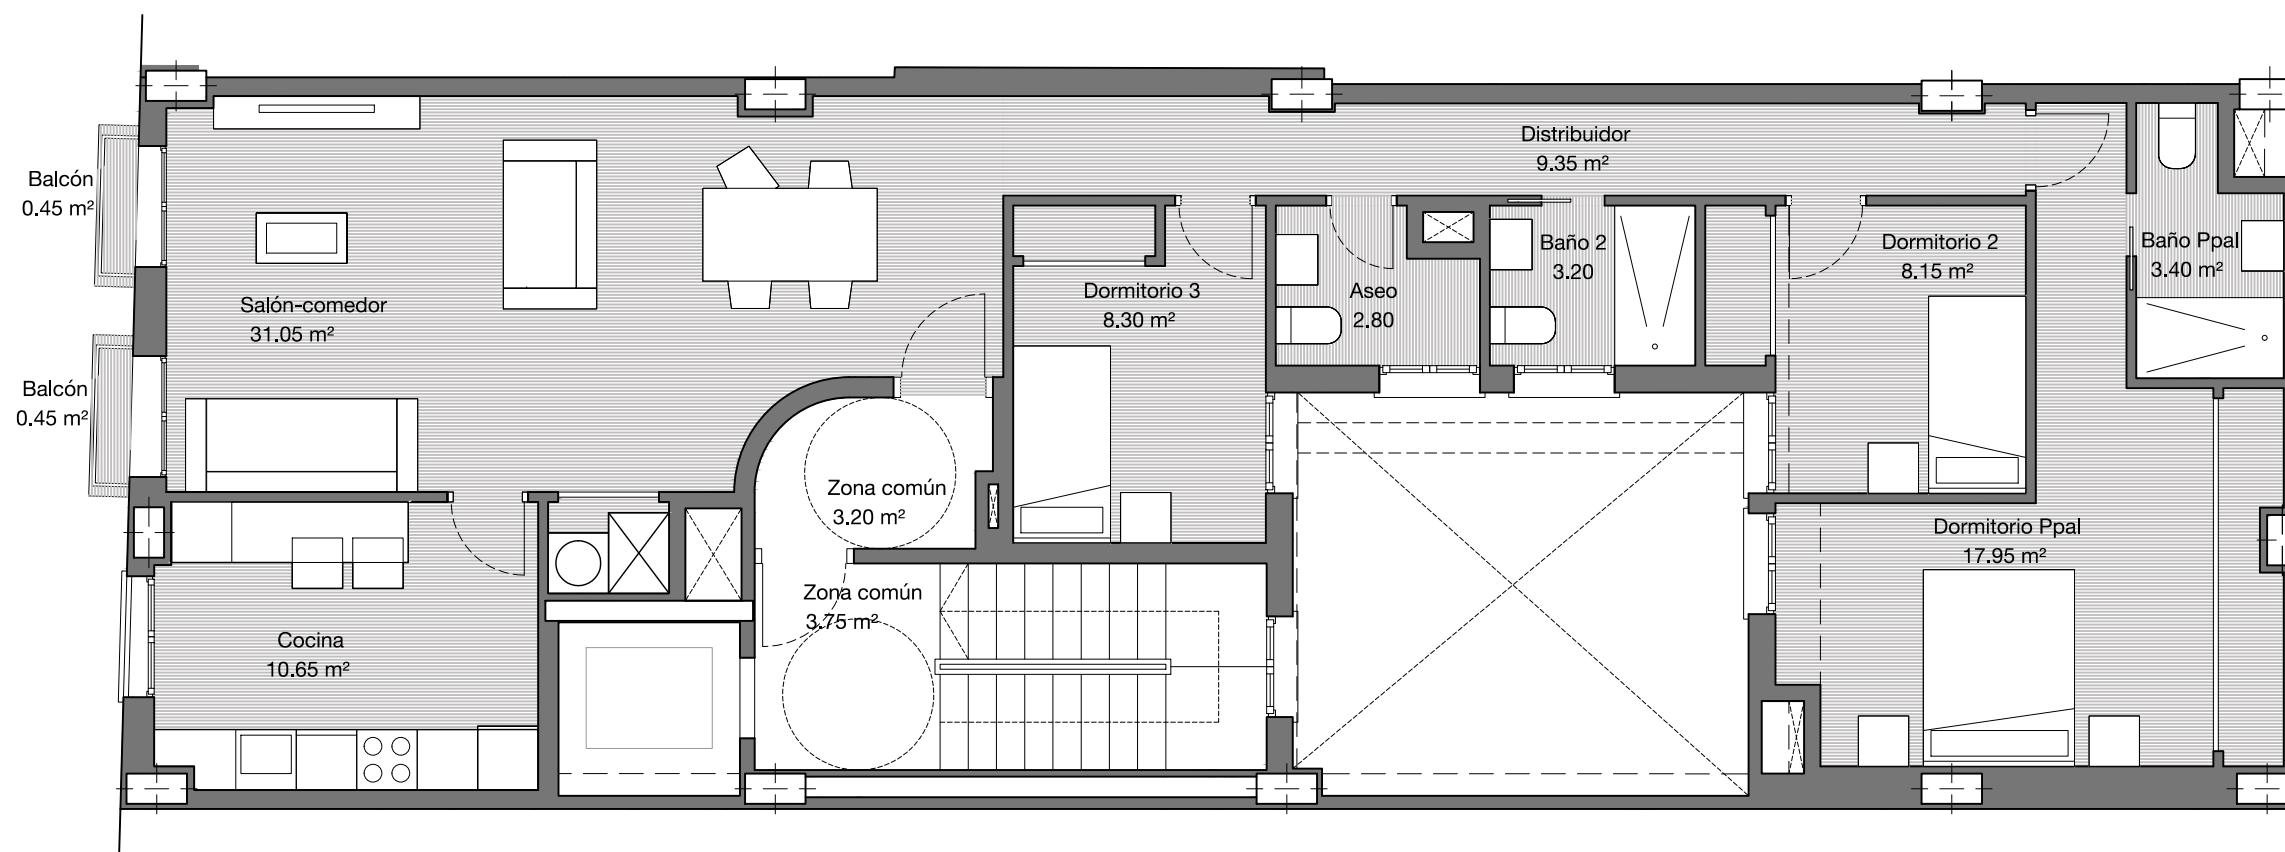 Balcón
0.45 m²
Balcón
0.45 m²
Salón-comedor
31.05 m²
Cocina
10.65 m²
Zona común
3.20 m²
Zona común
3.75 m²
Dormitorio 3
8.30 m²
Distribuidor
9.35 m²
Aseo
2.80
Baño 2
3.20
Dormitorio 2
8.15 m²
Baño Ppal
3.40 m²
Dormitorio Ppal
17.95 m²